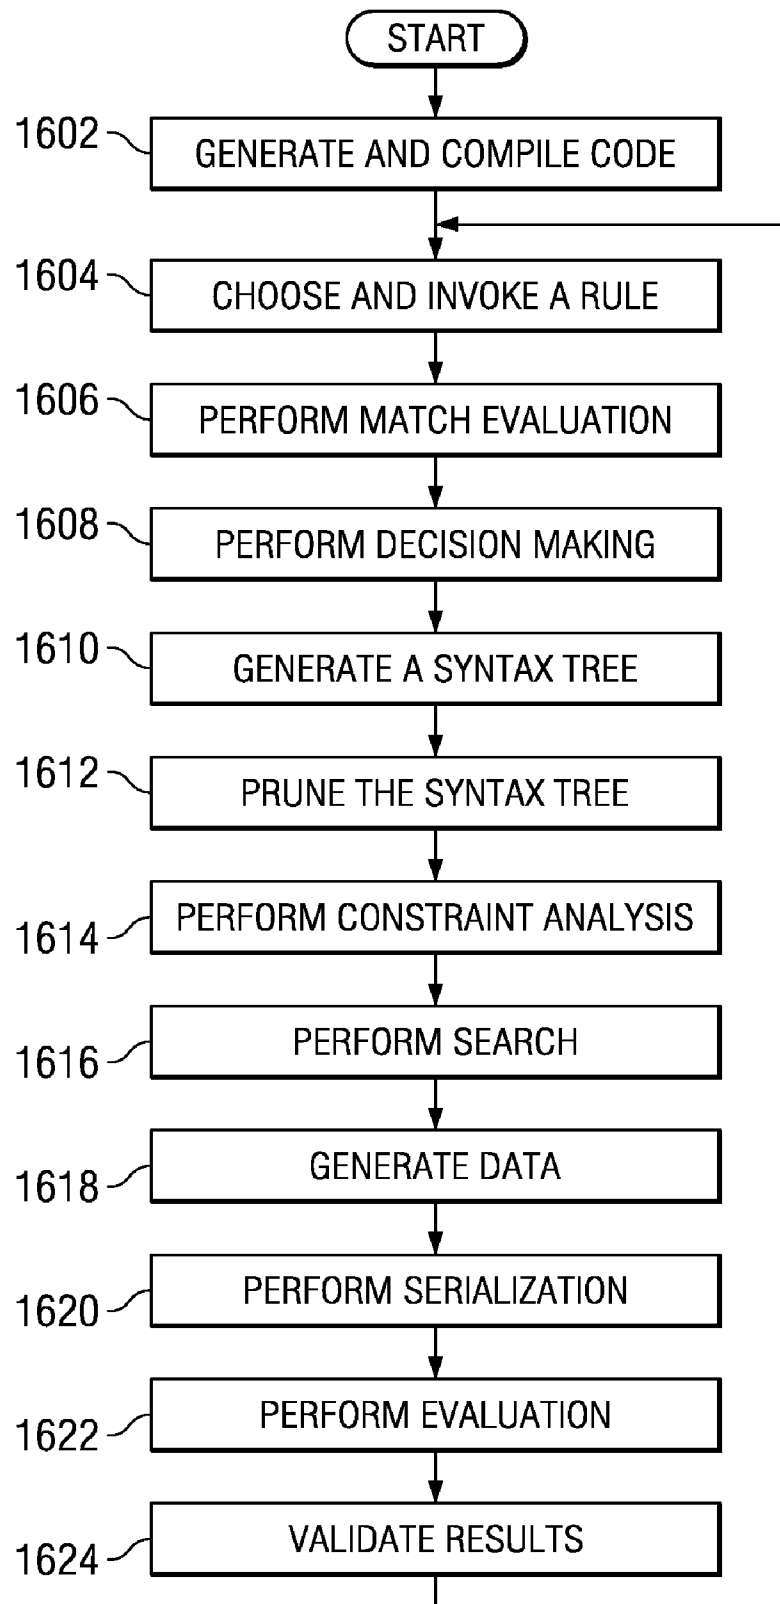 START
1602
GENERATE AND COMPILE CODE
1604
CHOOSE AND INVOKE A RULE
1606
PERFORM MATCH EVALUATION
1608
PERFORM DECISION MAKING
1610
GENERATE A SYNTAX TREE
1612
PRUNE THE SYNTAX TREE
1614
PERFORM CONSTRAINT ANALYSIS
1616
PERFORM SEARCH
1618
GENERATE DATA
1620
PERFORM SERIALIZATION
1622
PERFORM EVALUATION
1624
VALIDATE RESULTS